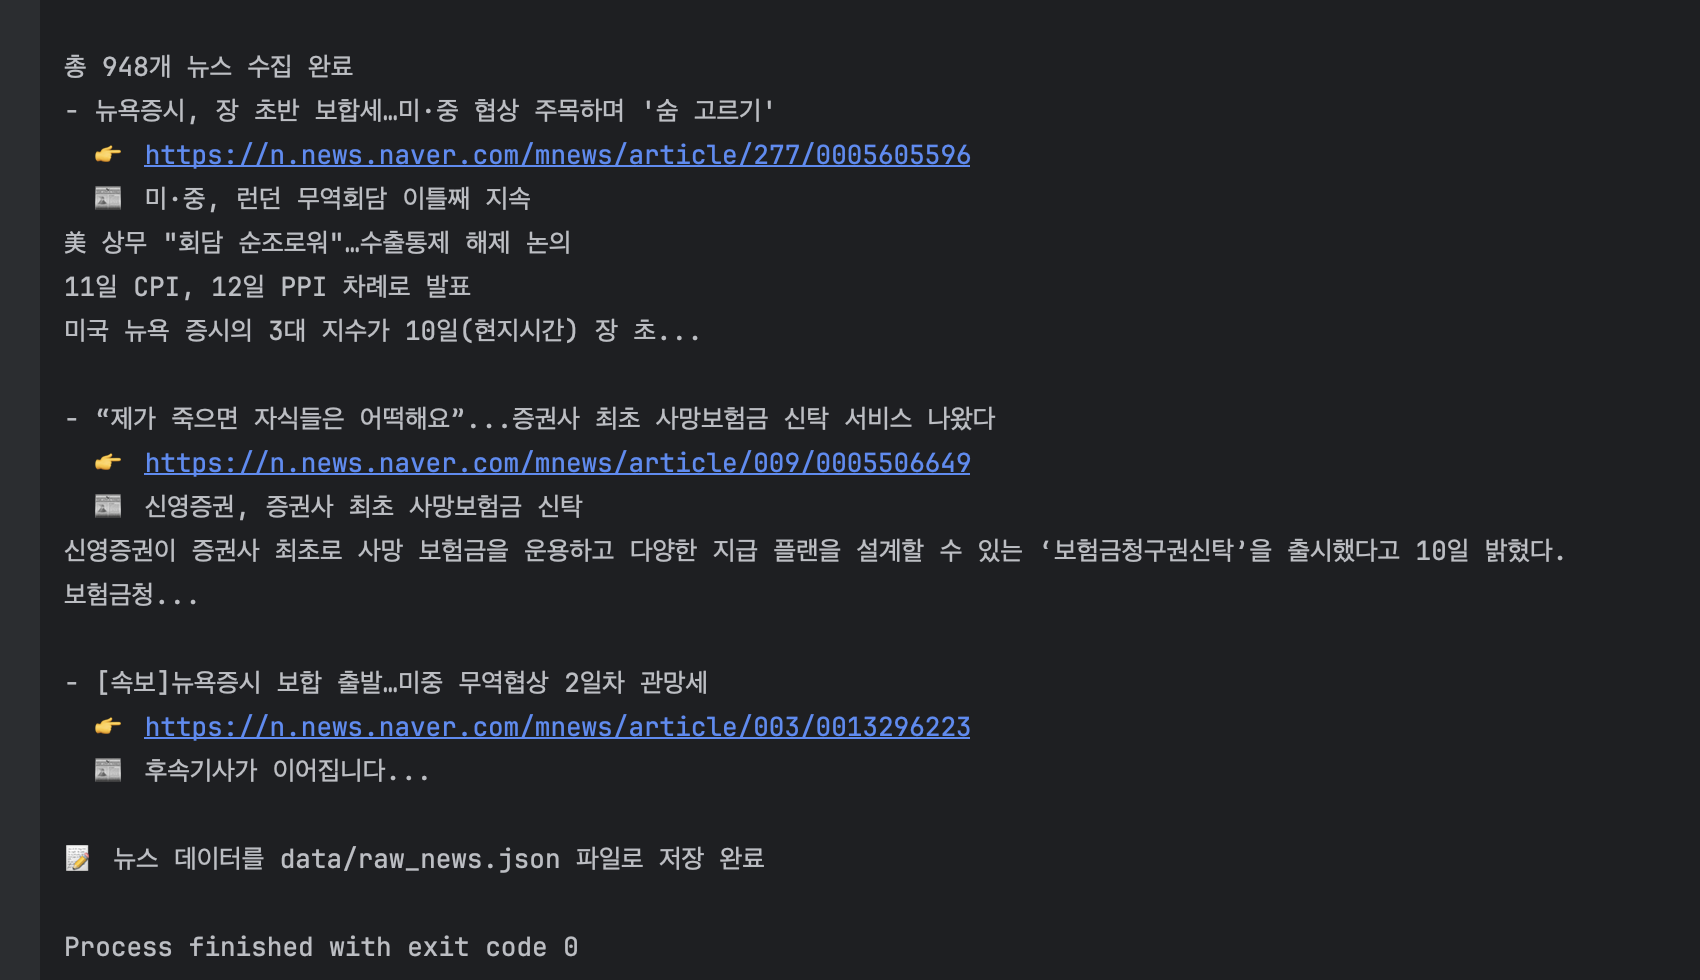 총 948개 뉴스 수집 완료
- 뉴욕증시, 장 초반 보합세…미·중 협상 주목하며 '숨 고르기'
👉 https://n.news.naver.com/mnews/article/277/0005605596
📰 미·중, 런던 무역회담 이틀째 지속
美 상무 "회담 순조로워"…수출통제 해제 논의
11일 CPI, 12일 PPI 차례로 발표
미국 뉴욕 증시의 3대 지수가 10일(현지시간) 장 초...
- “제가 죽으면 자식들은 어떡해요”...증권사 최초 사망보험금 신탁 서비스 나왔다
👉 https://n.news.naver.com/mnews/article/009/0005506649
📰 신영증권, 증권사 최초 사망보험금 신탁
신영증권이 증권사 최초로 사망 보험금을 운용하고 다양한 지급 플랜을 설계할 수 있는 ‘보험금청구권신탁’을 출시했다고 10일 밝혔다.
보험금청...
- [속보]뉴욕증시 보합 출발…미중 무역협상 2일차 관망세
👉 https://n.news.naver.com/mnews/article/003/0013296223
📰 후속기사가 이어집니다...
📝 뉴스 데이터를 data/raw_news.json 파일로 저장 완료
Process finished with exit code 0